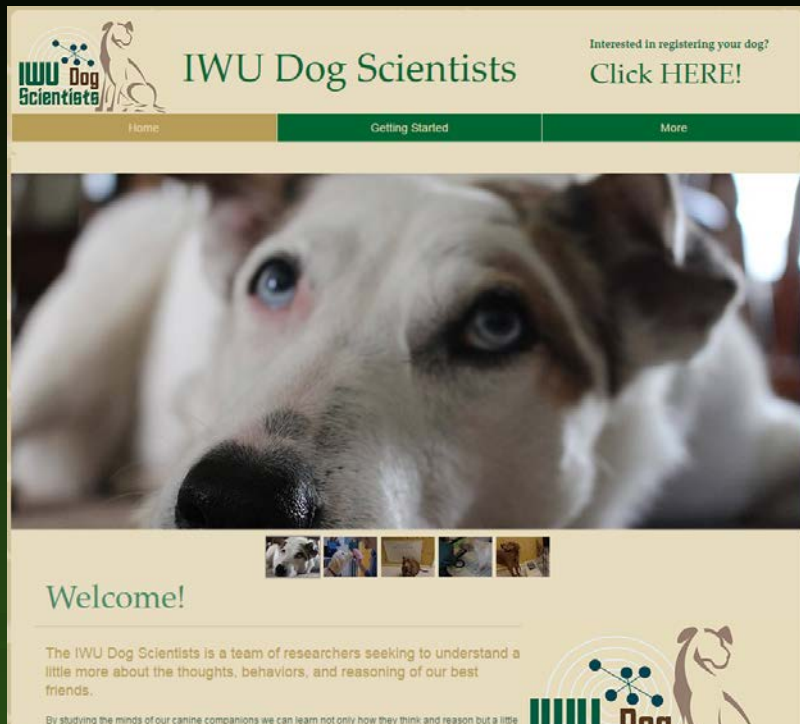 IWU Dog
Scientists
IWU Dog Scientists
Interested in registering your dog?
Click HERE!
Home
Getting Started
More
Welcome!
The IWU Dog Scientists is a team of researchers seeking to understand a
little more about the thoughts, behaviors, and reasoning of our best
friends.
By studying the minds of our canine companions we can learn not only how they think and reason but a little
IWU Dog